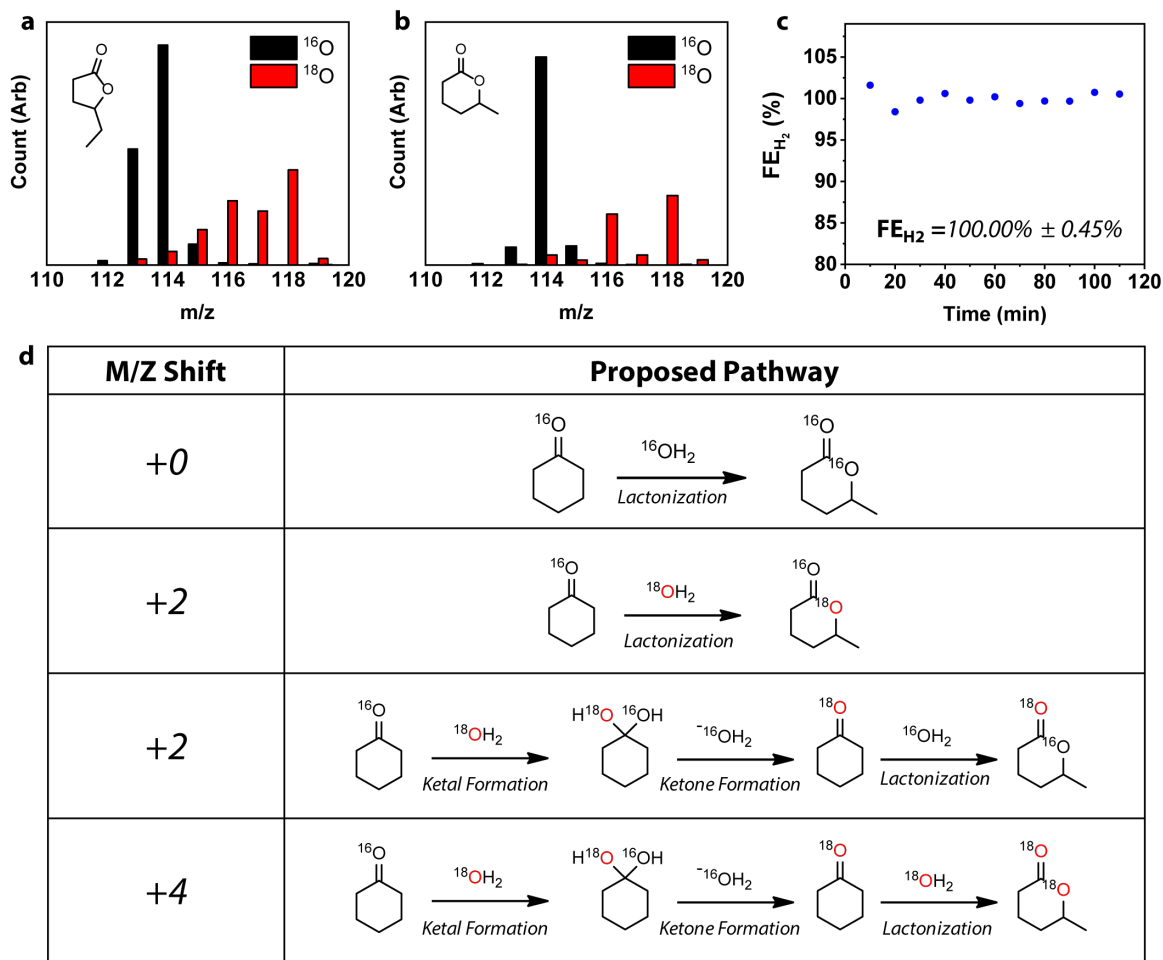 a
Count (Arb)
¹⁶O
¹⁸O
O
O
110 112 114 116 118 120
m/z
b
Count (Arb)
¹⁶O
¹⁸O
O
O
110 112 114 116 118 120
m/z
c
FE_H₂ (%)
105
100
95
90
85
80
FE_H2 =100.00% ± 0.45%
0 20 40 60 80 100 120
Time (min)
d
M/Z Shift Proposed Pathway
+0
¹⁶O
¹⁶OH₂
Lactonization
¹⁶O
¹⁶O
+2
¹⁶O
¹⁸OH₂
Lactonization
¹⁶O
¹⁸O
+2
¹⁶O
¹⁸OH₂
Ketal Formation
H¹⁸O ¹⁶OH
⁻¹⁶OH₂
Ketone Formation
¹⁸O
¹⁶OH₂
Lactonization
¹⁸O
¹⁶O
+4
¹⁶O
¹⁸OH₂
Ketal Formation
H¹⁸O ¹⁶OH
⁻¹⁶OH₂
Ketone Formation
¹⁸O
¹⁸OH₂
Lactonization
¹⁸O
¹⁸O